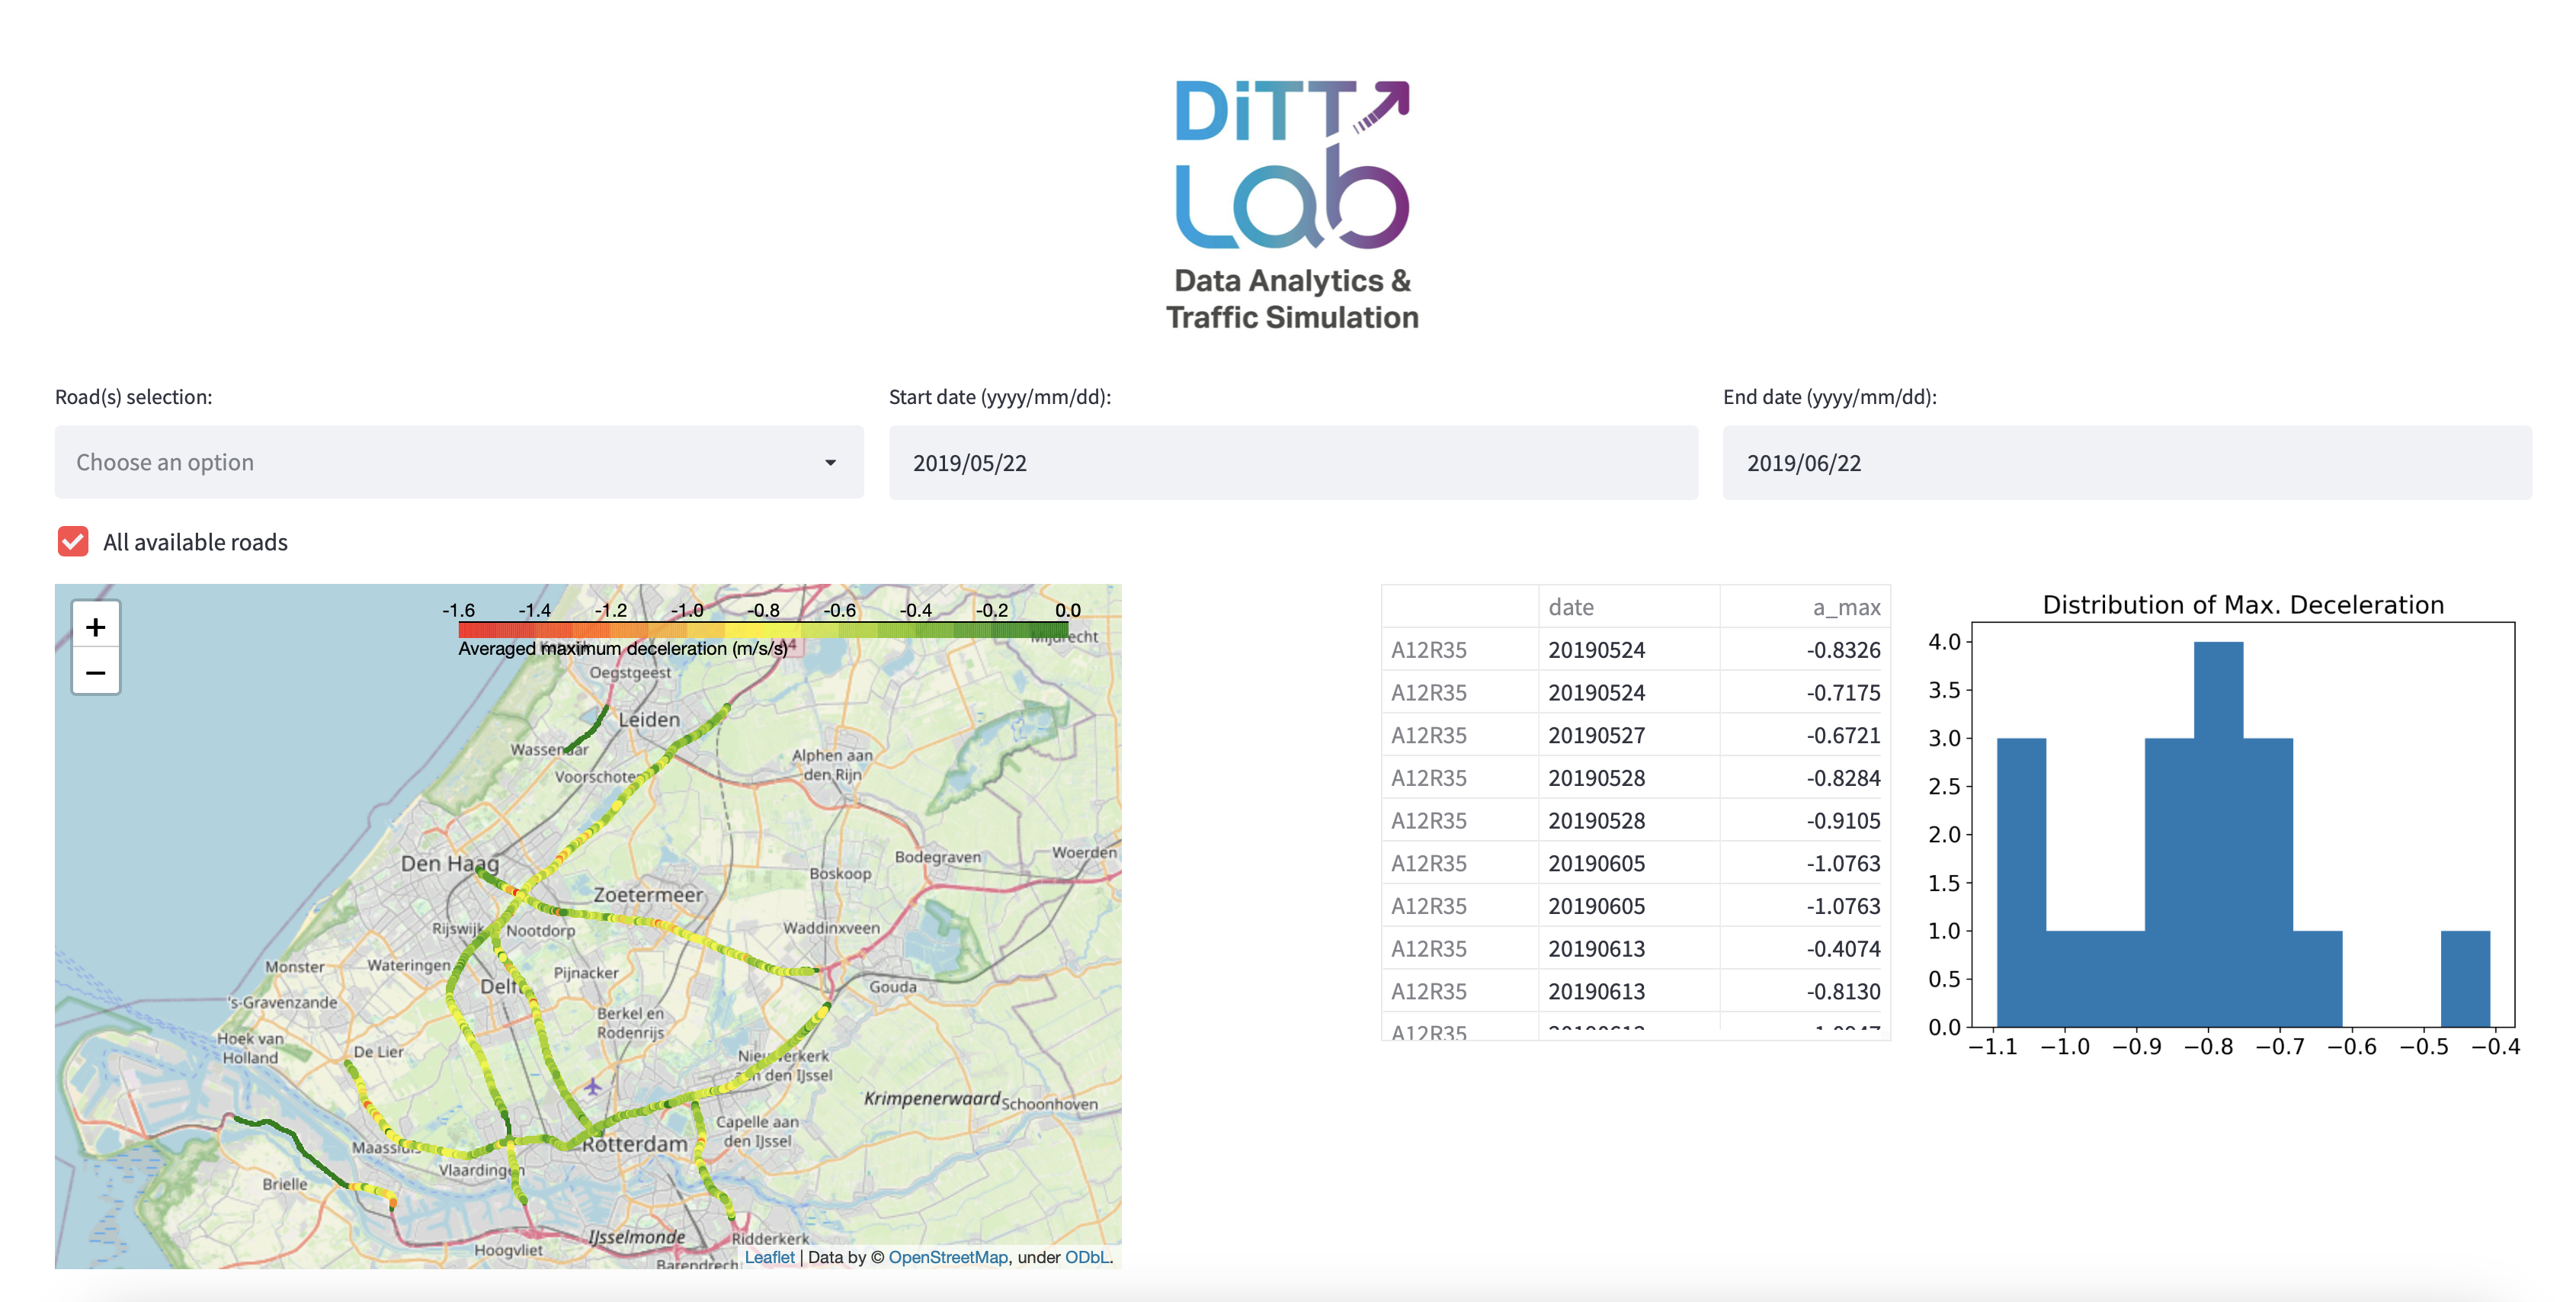 DiTT
Lab
Data Analytics &
Traffic Simulation
Road(s) selection:
Choose an option
Start date (yyyy/mm/dd):
2019/05/22
End date (yyyy/mm/dd):
2019/06/22
All available roads
+
−
-1.6 -1.4 -1.2 -1.0 -0.8 -0.6 -0.4 -0.2 0.0
Averaged maximum deceleration (m/s/s)
Mijdrecht
Oegstgeest
Leiden
Wassenaar
Voorschoten
Alphen aan
den Rijn
Den Haag
Bodegraven
Woerden
Boskoop
Zoetermeer
Rijswijk
Nootdorp
Waddinxveen
Monster
Wateringen
Pijnacker
Delft
Gouda
's-Gravenzande
Berkel en
Rodenrijs
Hoek van
Holland
De Lier
Nieuwerkerk
aan den IJssel
Krimpenerwaard
Schoonhoven
Capelle aan
den IJssel
Maassluis
Rotterdam
Vlaardingen
Brielle
IJsselmonde
Ridderkerk
Hoogvliet
Barendrech
Leaflet | Data by © OpenStreetMap, under ODbL.
date a_max
A12R35 20190524 -0.8326
A12R35 20190524 -0.7175
A12R35 20190527 -0.6721
A12R35 20190528 -0.8284
A12R35 20190528 -0.9105
A12R35 20190605 -1.0763
A12R35 20190605 -1.0763
A12R35 20190613 -0.4074
A12R35 20190613 -0.8130
A12R35
Distribution of Max. Deceleration
4.0
3.5
3.0
2.5
2.0
1.5
1.0
0.5
0.0
−1.1 −1.0 −0.9 −0.8 −0.7 −0.6 −0.5 −0.4